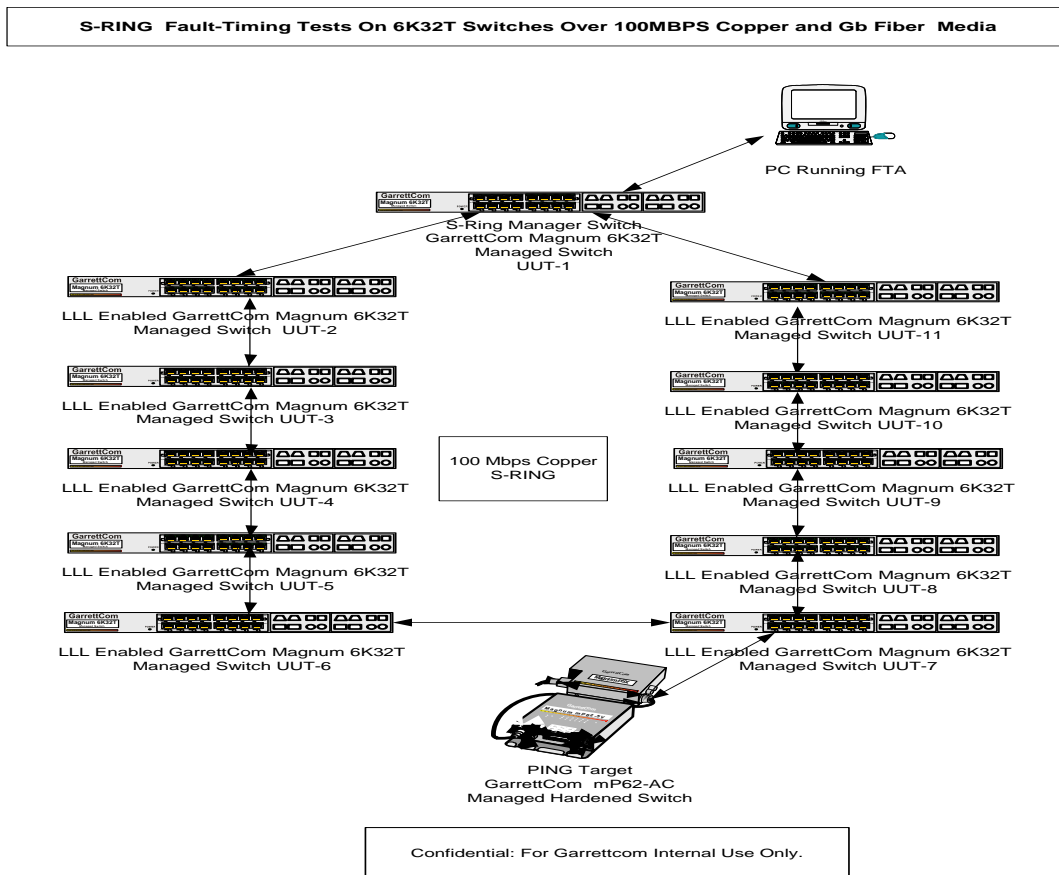 S-RING Fault-Timing Tests On 6K32T Switches Over 100MBPS Copper and Gb Fiber Media
PC Running FTA
GarrettCom
Magnum 6K32T
Managed Switch
S-Ring Manager Switch
GarrettCom Magnum 6K32T
Managed Switch
UUT-1
GarrettCom
Magnum 6K32T
LLL Enabled GarrettCom Magnum 6K32T
Managed Switch UUT-2
GarrettCom
Magnum 6K32T
LLL Enabled GarrettCom Magnum 6K32T
Managed Switch UUT-11
GarrettCom
Magnum 6K32T
LLL Enabled GarrettCom Magnum 6K32T
Managed Switch UUT-3
GarrettCom
Magnum 6K32T
LLL Enabled GarrettCom Magnum 6K32T
Managed Switch UUT-10
100 Mbps Copper
S-RING
GarrettCom
Magnum 6K32T
LLL Enabled GarrettCom Magnum 6K32T
Managed Switch UUT-4
GarrettCom
Magnum 6K32T
LLL Enabled GarrettCom Magnum 6K32T
Managed Switch UUT-9
GarrettCom
Magnum 6K32T
LLL Enabled GarrettCom Magnum 6K32T
Managed Switch UUT-5
GarrettCom
Magnum 6K32T
LLL Enabled GarrettCom Magnum 6K32T
Managed Switch UUT-8
GarrettCom
Magnum 6K32T
LLL Enabled GarrettCom Magnum 6K32T
Managed Switch UUT-6
GarrettCom
Magnum 6K32T
LLL Enabled GarrettCom Magnum 6K32T
Managed Switch UUT-7
PING Target
GarrettCom mP62-AC
Managed Hardened Switch
Confidential: For Garrettcom Internal Use Only.